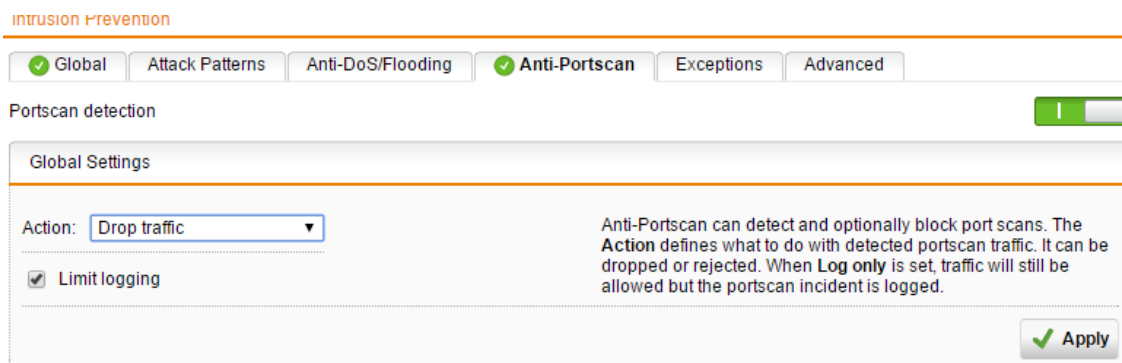 Intrusion Prevention
Global Attack Patterns Anti-DoS/Flooding Anti-Portscan Exceptions Advanced
Portscan detection
Global Settings
Action: Drop traffic
Limit logging
Anti-Portscan can detect and optionally block port scans. The
Action defines what to do with detected portscan traffic. It can be
dropped or rejected. When Log only is set, traffic will still be
allowed but the portscan incident is logged.
Apply